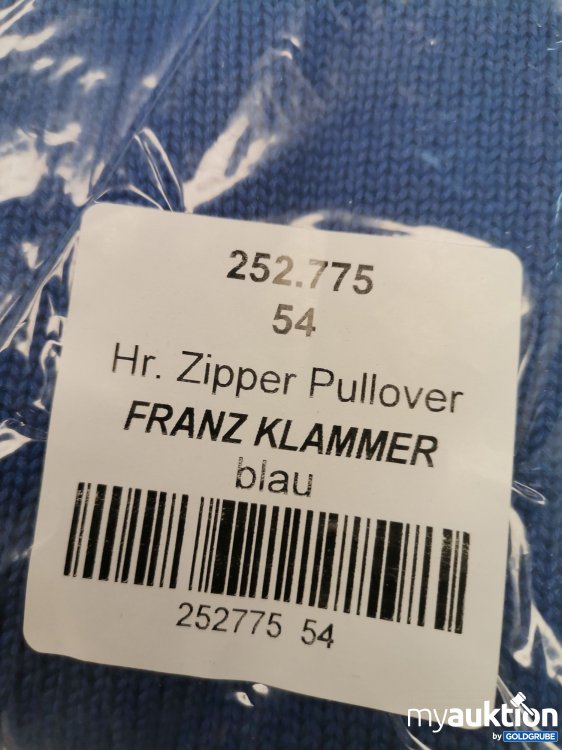 252.775
54
Hr. Zipper Pullover
FRANZ KLAMMER
blau
252775 54
myauktion
by GOLDGRUBE